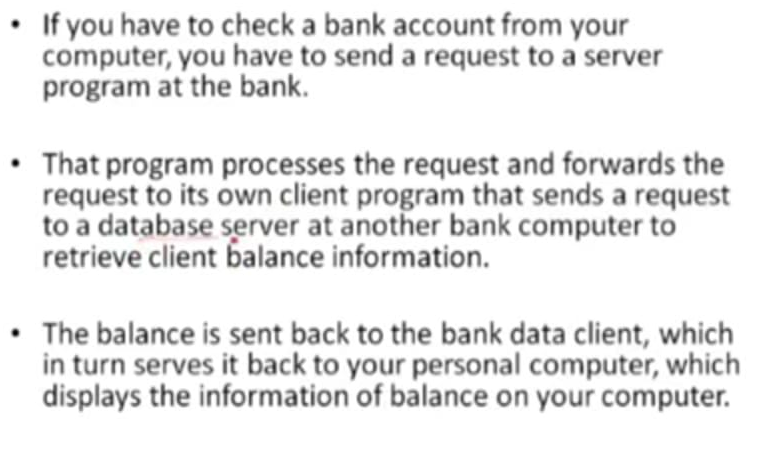 • If you have to check a bank account from your
computer, you have to send a request to a server
program at the bank.
• That program processes the request and forwards the
request to its own client program that sends a request
to a database server at another bank computer to
retrieve client balance information.
• The balance is sent back to the bank data client, which
in turn serves it back to your personal computer, which
displays the information of balance on your computer.